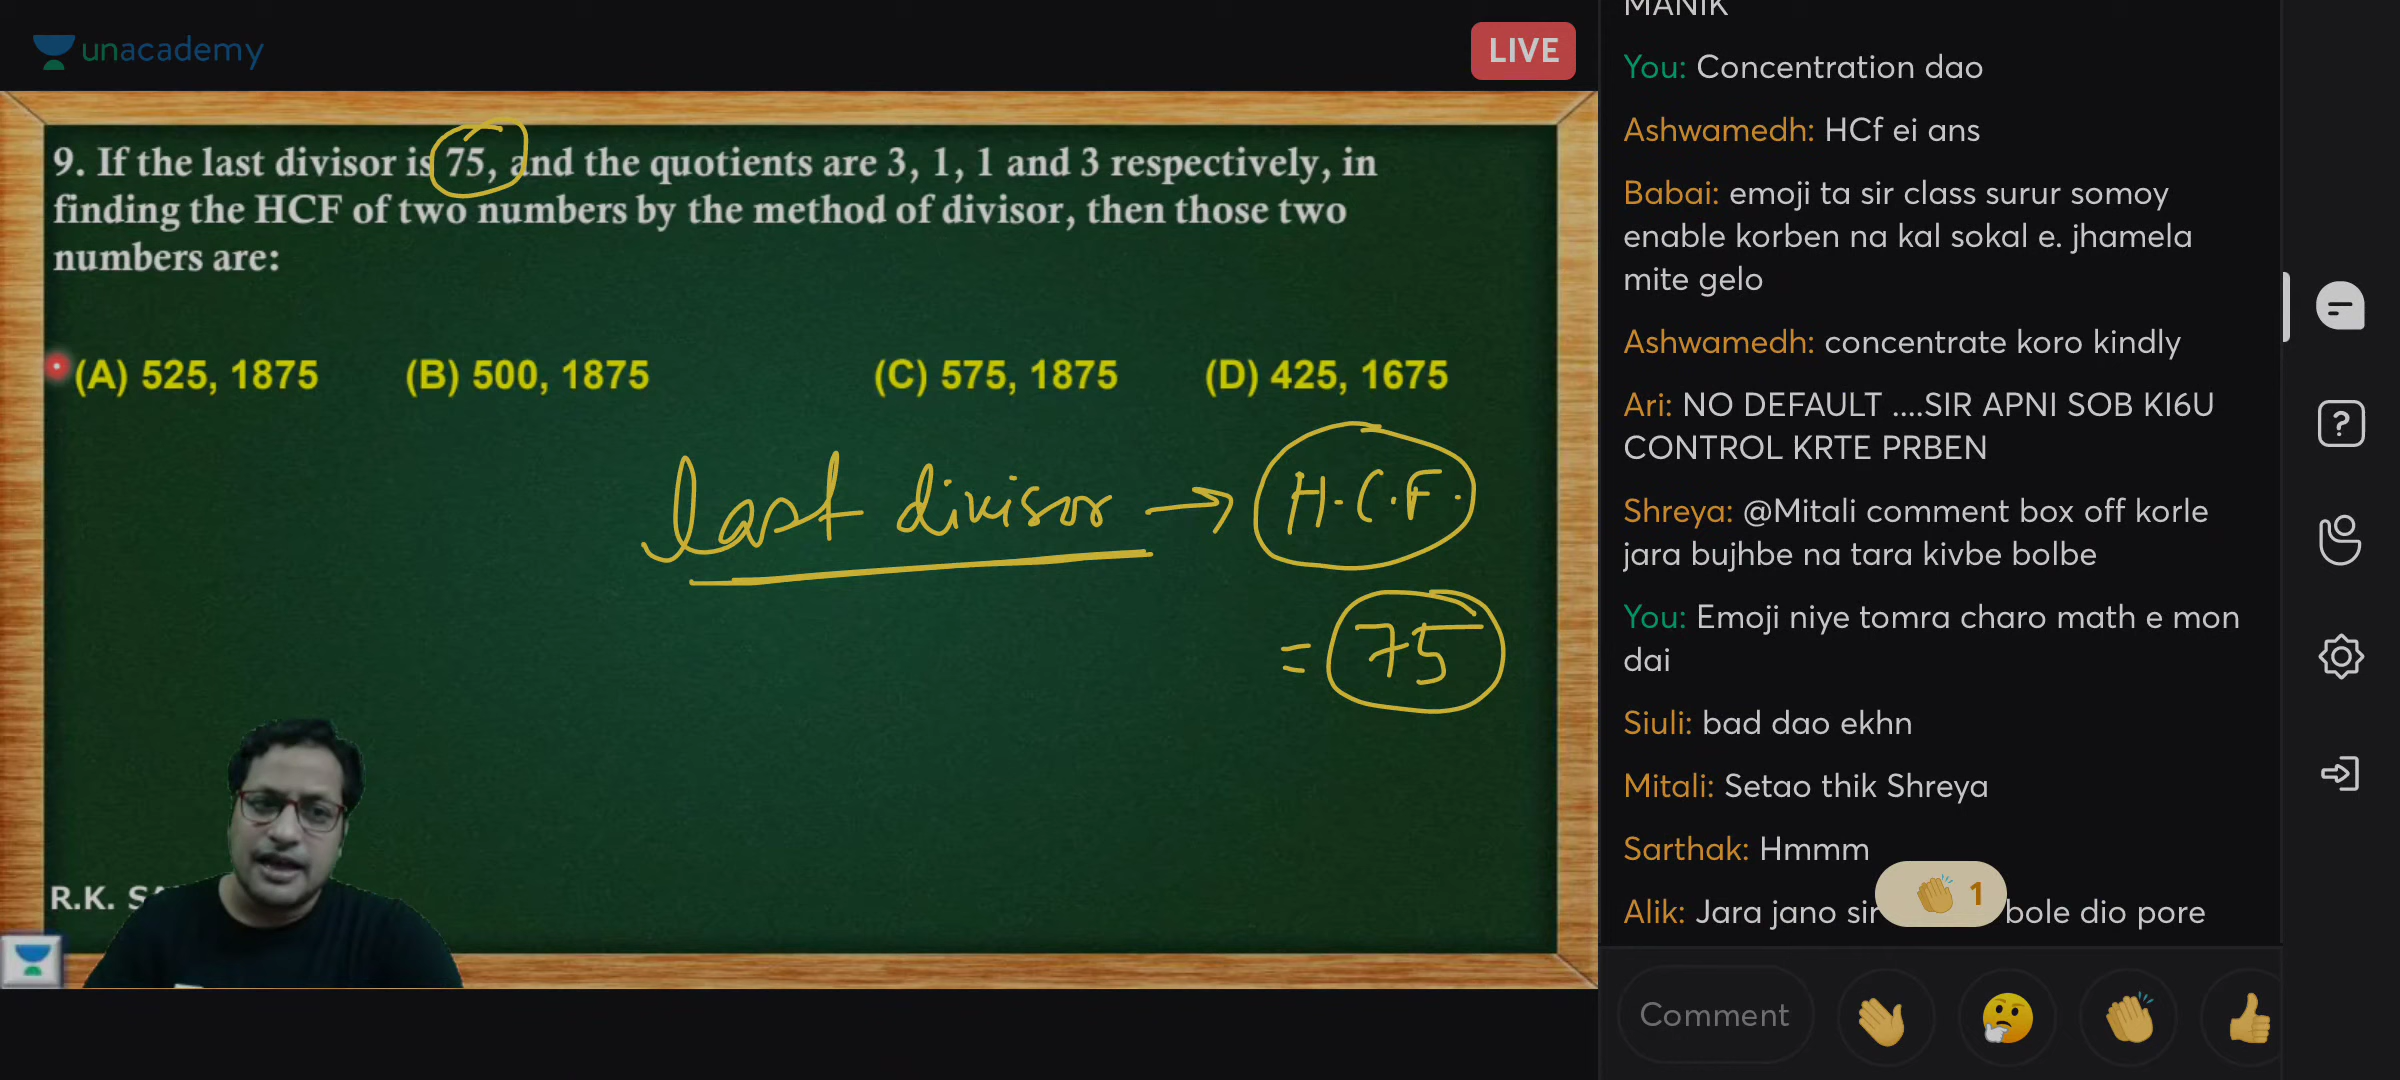 unacademy
LIVE
9. If the last divisor is 75, and the quotients are 3, 1, 1 and 3 respectively, in
finding the HCF of two numbers by the method of divisor, then those two
numbers are:
(A) 525, 1875 (B) 500, 1875 (C) 575, 1875 (D) 425, 1675
last divisor → H.C.F.
= 75
R.K.
MANIK
You: Concentration dao
Ashwamedh: HCf ei ans
Babai: emoji ta sir class surur somoy
enable korben na kal sokal e. jhamela
mite gelo
Ashwamedh: concentrate koro kindly
Ari: NO DEFAULT ....SIR APNI SOB KI6U
CONTROL KRTE PRBEN
Shreya: @Mitali comment box off korle
jara bujhbe na tara kivbe bolbe
You: Emoji niye tomra charo math e mon
dai
Siuli: bad dao ekhn
Mitali: Setao thik Shreya
Sarthak: Hmmm
Alik: Jara jano sir bole dio pore
1
Comment